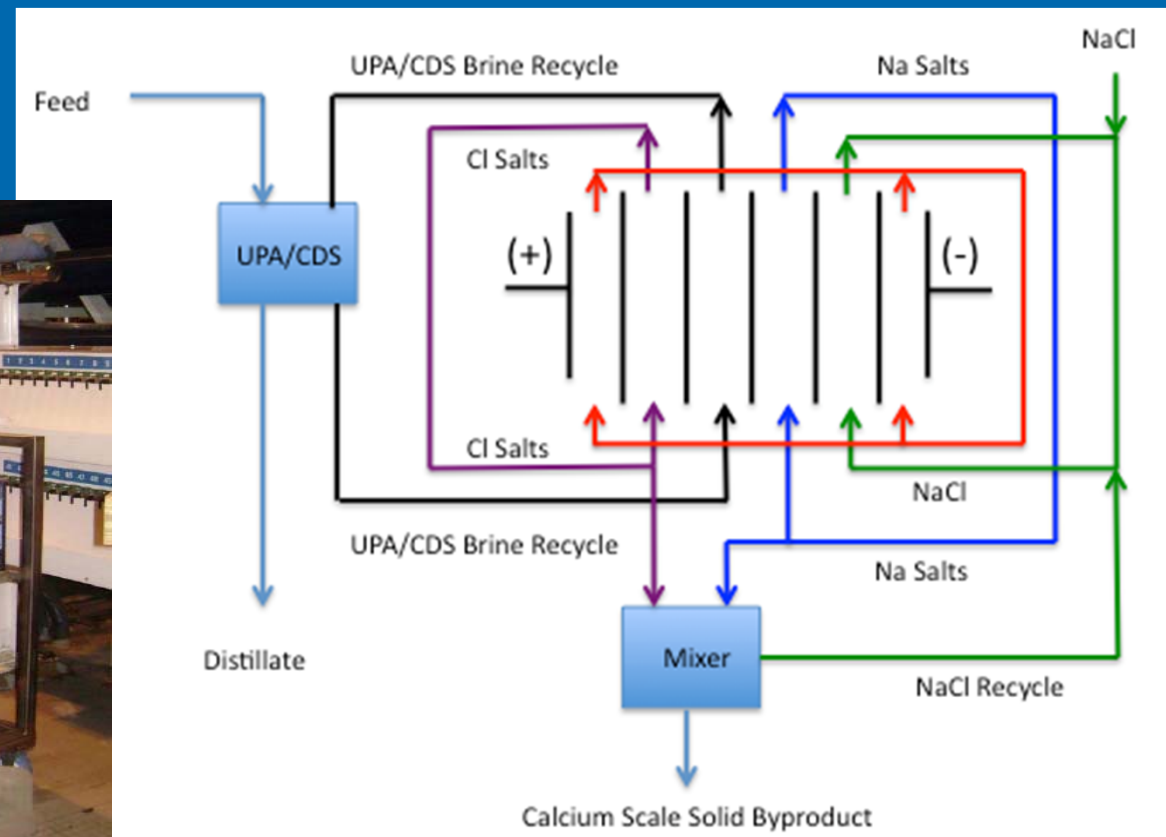 NaCl
UPA/CDS Brine Recycle
Na Salts
Feed
Cl Salts
UPA/CDS
(+)
(-)
Cl Salts
NaCl
UPA/CDS Brine Recycle
Na Salts
Distillate
Mixer
NaCl Recycle
Calcium Scale Solid Byproduct